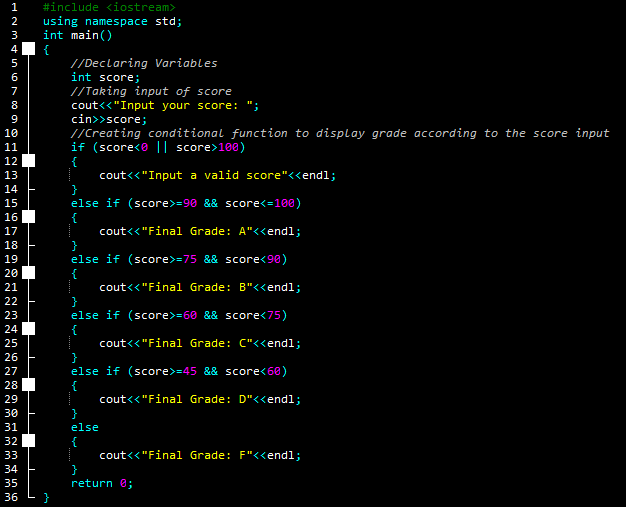 1 #include <iostream>
2 using namespace std;
3 int main()
4 {
5 //Declaring Variables
6 int score;
7 //Taking input of score
8 cout<<"Input your score: ";
9 cin>>score;
10 //Creating conditional function to display grade according to the score input
11 if (score<0 || score>100)
12 {
13 cout<<"Input a valid score"<<endl;
14 }
15 else if (score>=90 && score<=100)
16 {
17 cout<<"Final Grade: A"<<endl;
18 }
19 else if (score>=75 && score<90)
20 {
21 cout<<"Final Grade: B"<<endl;
22 }
23 else if (score>=60 && score<75)
24 {
25 cout<<"Final Grade: C"<<endl;
26 }
27 else if (score>=45 && score<60)
28 {
29 cout<<"Final Grade: D"<<endl;
30 }
31 else
32 {
33 cout<<"Final Grade: F"<<endl;
34 }
35 return 0;
36 }